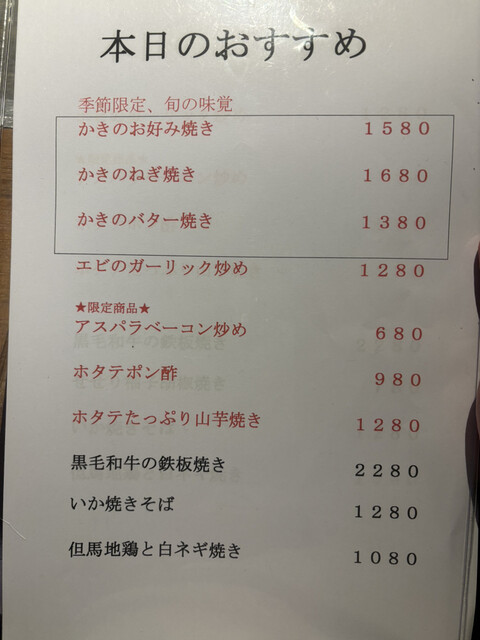 本日のおすすめ
季節限定、旬の味覚
かきのお好み焼き 1580
かきのねぎ焼き 1680
かきのバター焼き 1380
エビのガーリック炒め 1280
★限定商品★
アスパラベーコン炒め 680
ホタテポン酢 980
ホタテたっぷり山芋焼き 1280
黒毛和牛の鉄板焼き 2280
いか焼きそば 1280
但馬地鶏と白ネギ焼き 1080